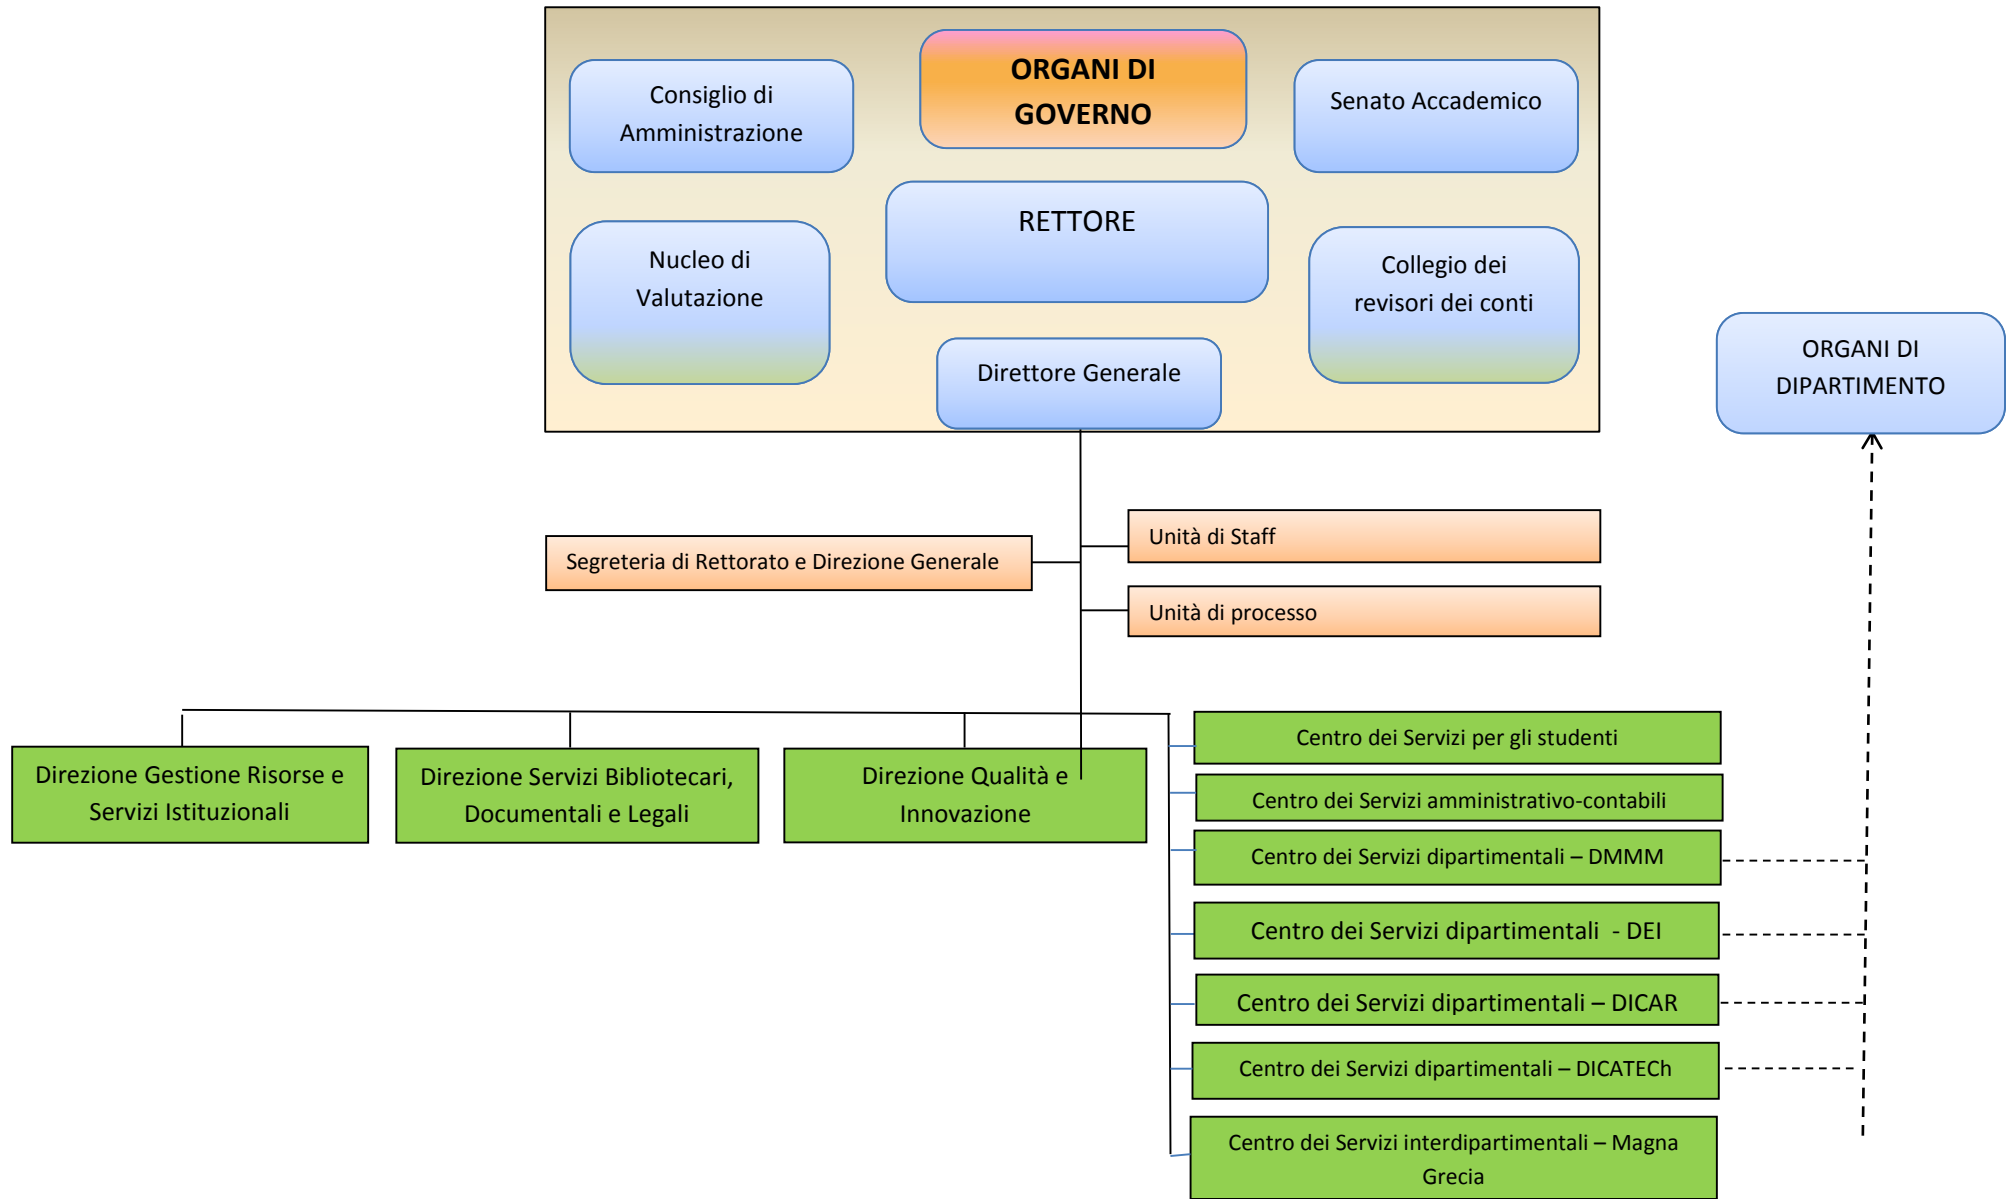 ORGANI DI
GOVERNO
Consiglio di
Amministrazione
Senato Accademico
RETTORE
Nucleo di
Valutazione
Collegio dei
revisori dei conti
Direttore Generale
ORGANI DI
DIPARTIMENTO
Unità di Staff
Segreteria di Rettorato e Direzione Generale
Unità di processo
Direzione Gestione Risorse e
Servizi Istituzionali
Direzione Servizi Bibliotecari,
Documentali e Legali
Direzione Qualità e
Innovazione
Centro dei Servizi per gli studenti
Centro dei Servizi amministrativo-contabili
Centro dei Servizi dipartimentali – DMMM
Centro dei Servizi dipartimentali - DEI
Centro dei Servizi dipartimentali – DICAR
Centro dei Servizi dipartimentali – DICATECh
Centro dei Servizi interdipartimentali – Magna
Grecia